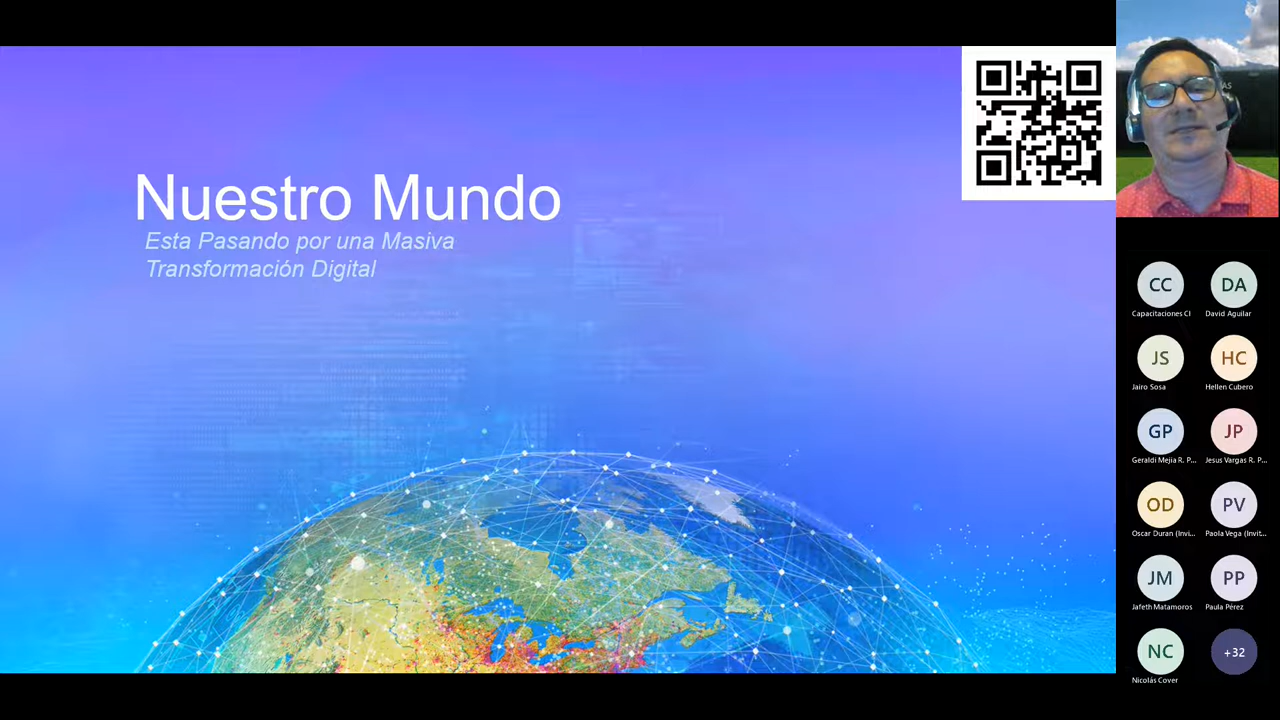 Nuestro Mundo
Esta Pasando por una Masiva
Transformación Digital
AS
CC
DA
Capacitaciones CI
David Aguilar
JS
HC
Jairo Sosa
Hellen Cubero
GP
JP
Geraldi Mejia R. P...
Jesus Vargas R. P...
OD
PV
Oscar Duran (Invi...
Paola Vega (Invit...
JM
PP
Jafeth Matamoros
Paula Pérez
NC
+32
Nicolás Cover